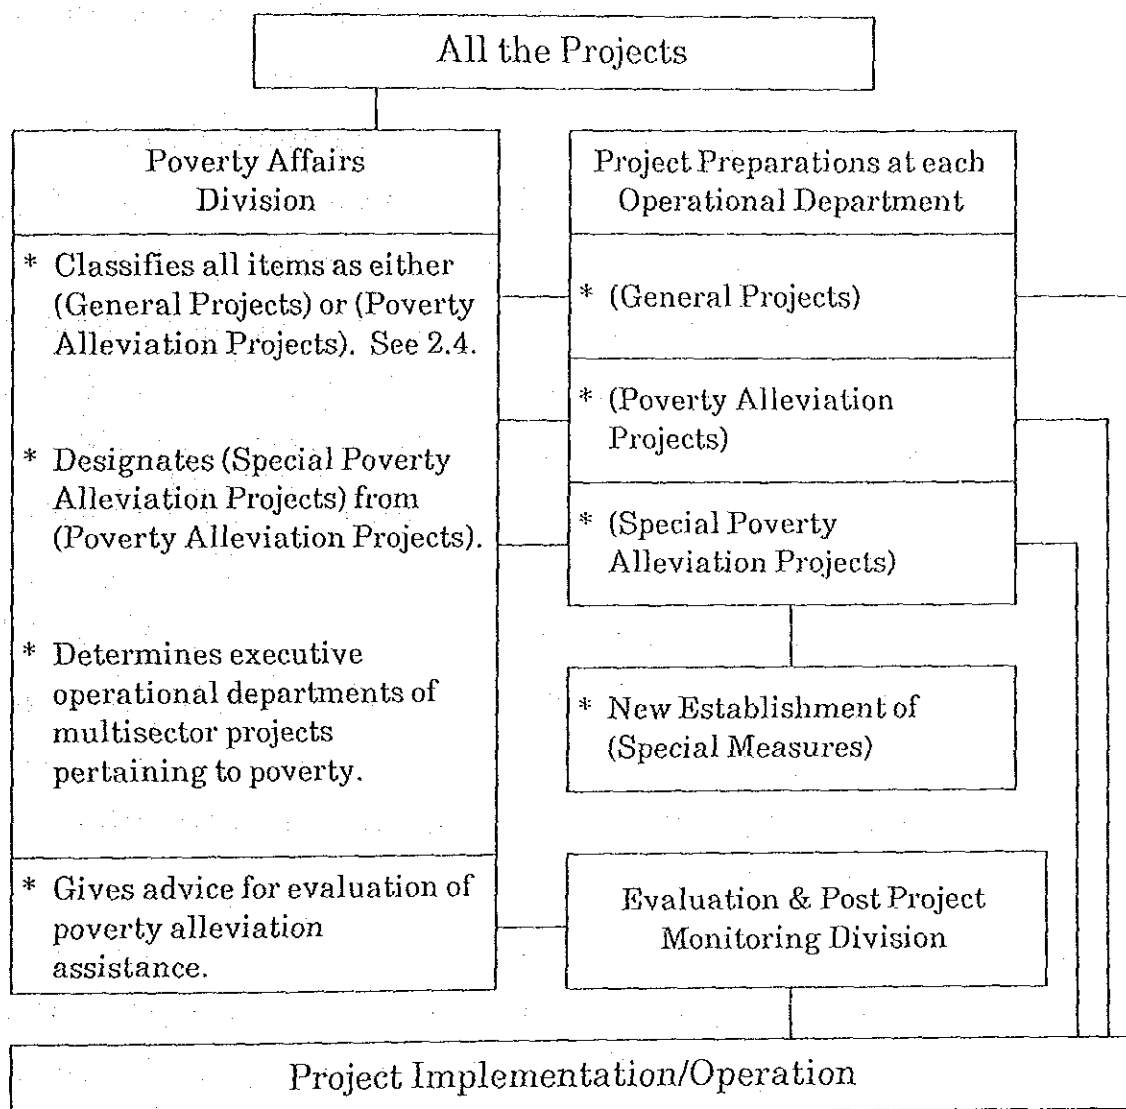 All the Projects
Poverty Affairs
Division
* Classifies all items as either
(General Projects) or (Poverty
Alleviation Projects). See 2.4.
* Designates (Special Poverty
Alleviation Projects) from
(Poverty Alleviation Projects).
* Determines executive
operational departments of
multisector projects
pertaining to poverty.
* Gives advice for evaluation of
poverty alleviation
assistance.
Project Preparations at each
Operational Department
* (General Projects)
* (Poverty Alleviation
Projects)
* (Special Poverty
Alleviation Projects)
* New Establishment of
(Special Measures)
Evaluation & Post Project
Monitoring Division
Project Implementation/Operation